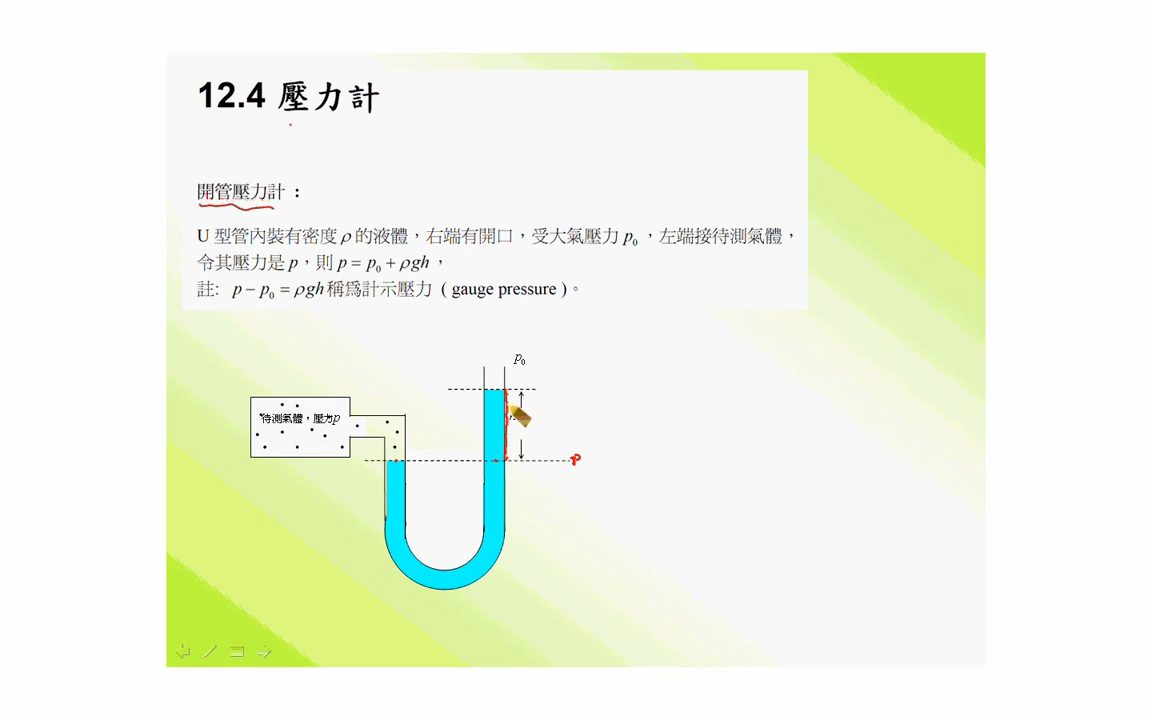 12.4 壓力計
開管壓力計：
U 型管內裝有密度 ρ 的液體，右端有開口，受大氣壓力 p₀ ，左端接待測氣體，
令其壓力是 p，則 p = p₀ + ρgh ，
註: p − p₀ = ρgh 稱為計示壓力 ( gauge pressure )。
p₀
待測氣體，壓力p
P